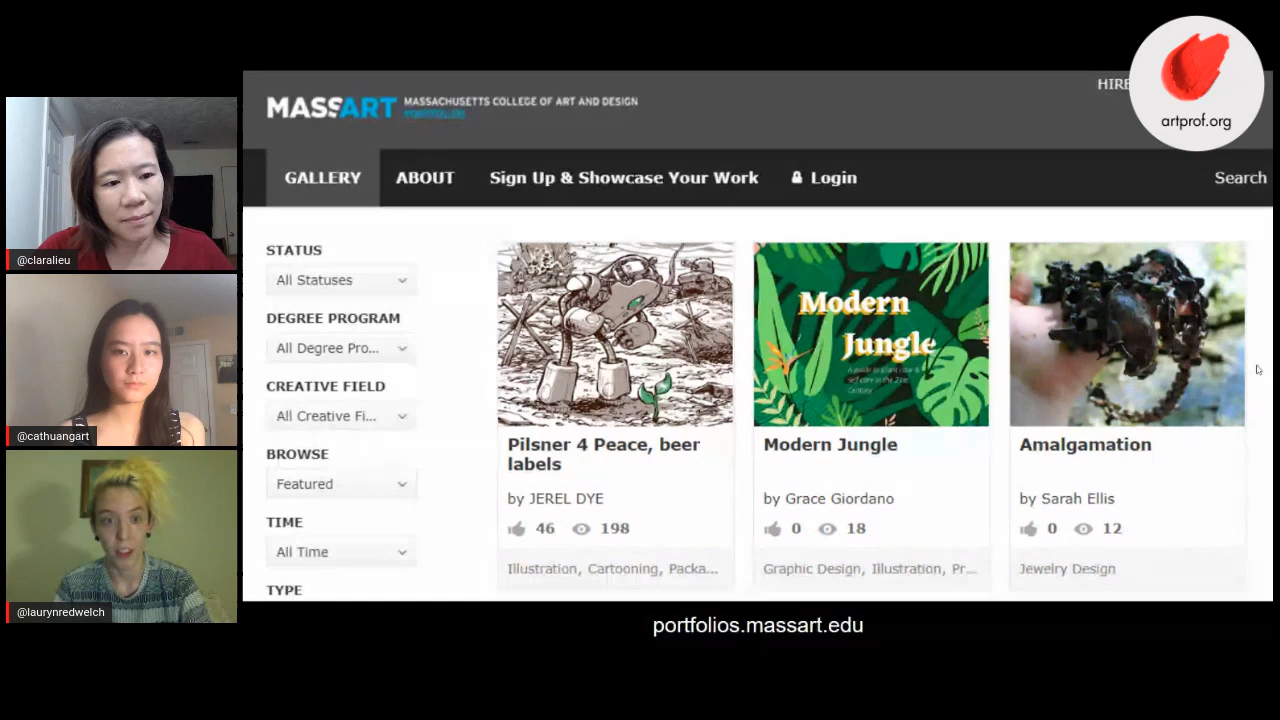 HIRE
artprof.org
MASSART MASSACHUSETTS COLLEGE OF ART AND DESIGN
GALLERY ABOUT Sign Up & Showcase Your Work Login Search
@claralieu
@cathuangart
@laurynredwelch
STATUS
All Statuses
DEGREE PROGRAM
All Degree Pro...
CREATIVE FIELD
All Creative Fi...
BROWSE
Featured
TIME
All Time
TYPE
Pilsner 4 Peace, beer
labels
by JEREL DYE
46 198
Illustration, Cartooning, Packa...
Modern
Jungle
Modern Jungle
by Grace Giordano
0 18
Graphic Design, Illustration, Pr...
Amalgamation
by Sarah Ellis
0 12
Jewelry Design
portfolios.massart.edu